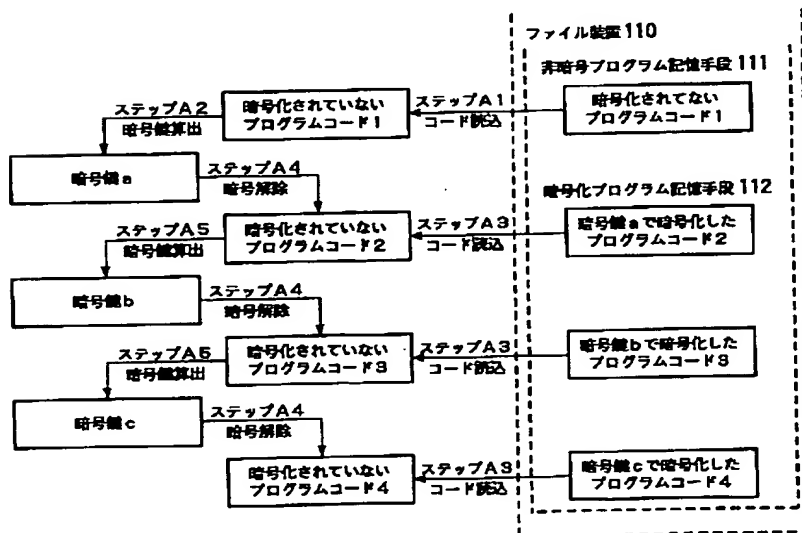 ファイル装置110
非暗号プログラム記憶手段111
ステップA2
暗号鍵算出
暗号化されていない
プログラムコード1
ステップA1
コード読込
暗号化されてない
プログラムコード1
暗号鍵a
ステップA4
暗号解除
暗号化プログラム記憶手段112
ステップA5
暗号鍵算出
暗号化されていない
プログラムコード2
ステップA3
コード読込
暗号鍵aで暗号化した
プログラムコード2
暗号鍵b
ステップA4
暗号解除
ステップA5
暗号鍵算出
暗号化されていない
プログラムコード3
ステップA3
コード読込
暗号鍵bで暗号化した
プログラムコード3
暗号鍵c
ステップA4
暗号解除
暗号化されていない
プログラムコード4
ステップA3
コード読込
暗号鍵cで暗号化した
プログラムコード4